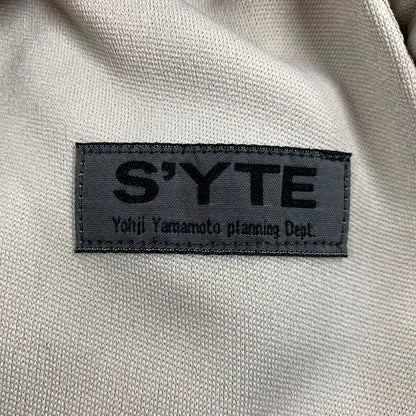 S'YTE
Yohji Yamamoto planning Dept.